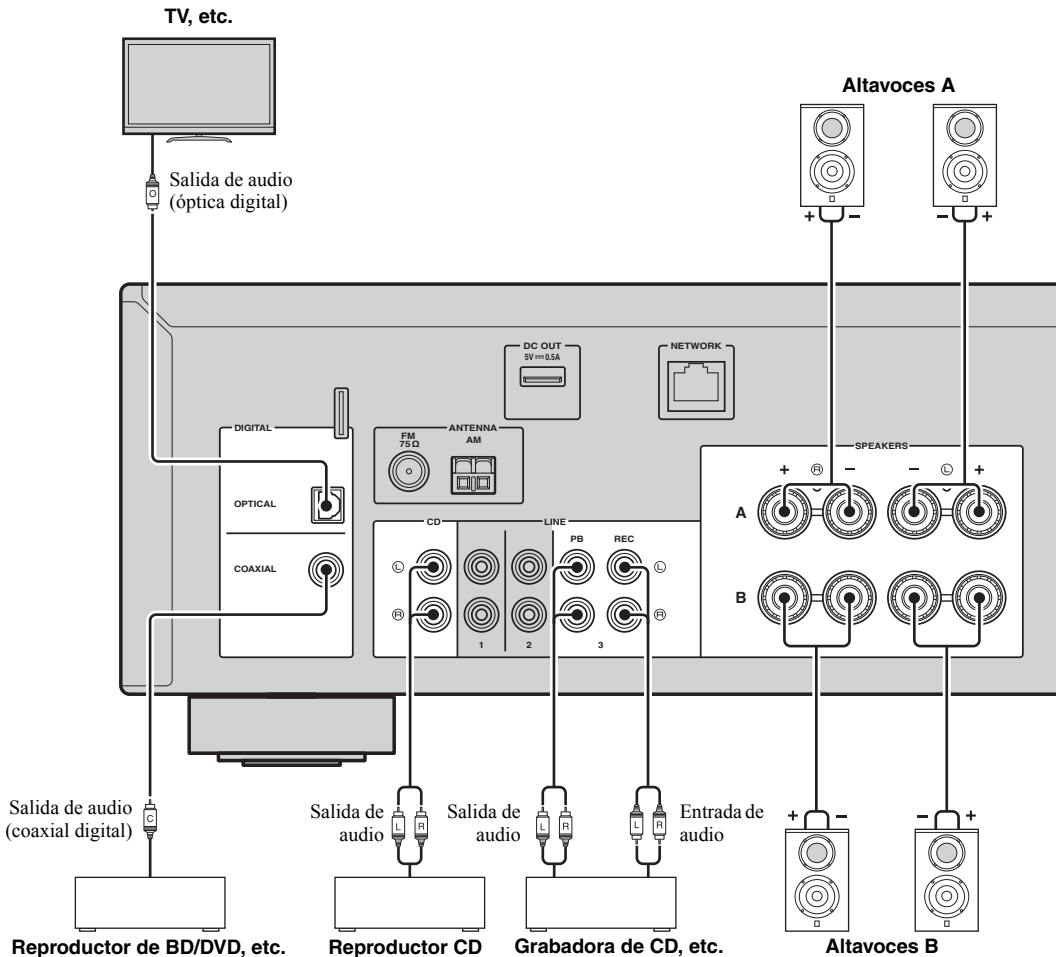 TV, etc.
Altavoces A
Salida de audio
(óptica digital)
O
+ –
– +
DC OUT
5V ⎓ 0.5A
NETWORK
DIGITAL
ANTENNA
FM
75Ω
AM
SPEAKERS
+ Ⓡ – – Ⓛ +
OPTICAL
A
CD
LINE
PB
REC
COAXIAL
Ⓛ
Ⓛ
B
Ⓡ
Ⓡ
1
2
3
Salida de audio
(coaxial digital)
C
Salida de
audio
L
R
Salida de
audio
L
R
L
R
Entrada de
audio
+ –
– +
Reproductor de BD/DVD, etc.
Reproductor CD
Grabadora de CD, etc.
Altavoces B